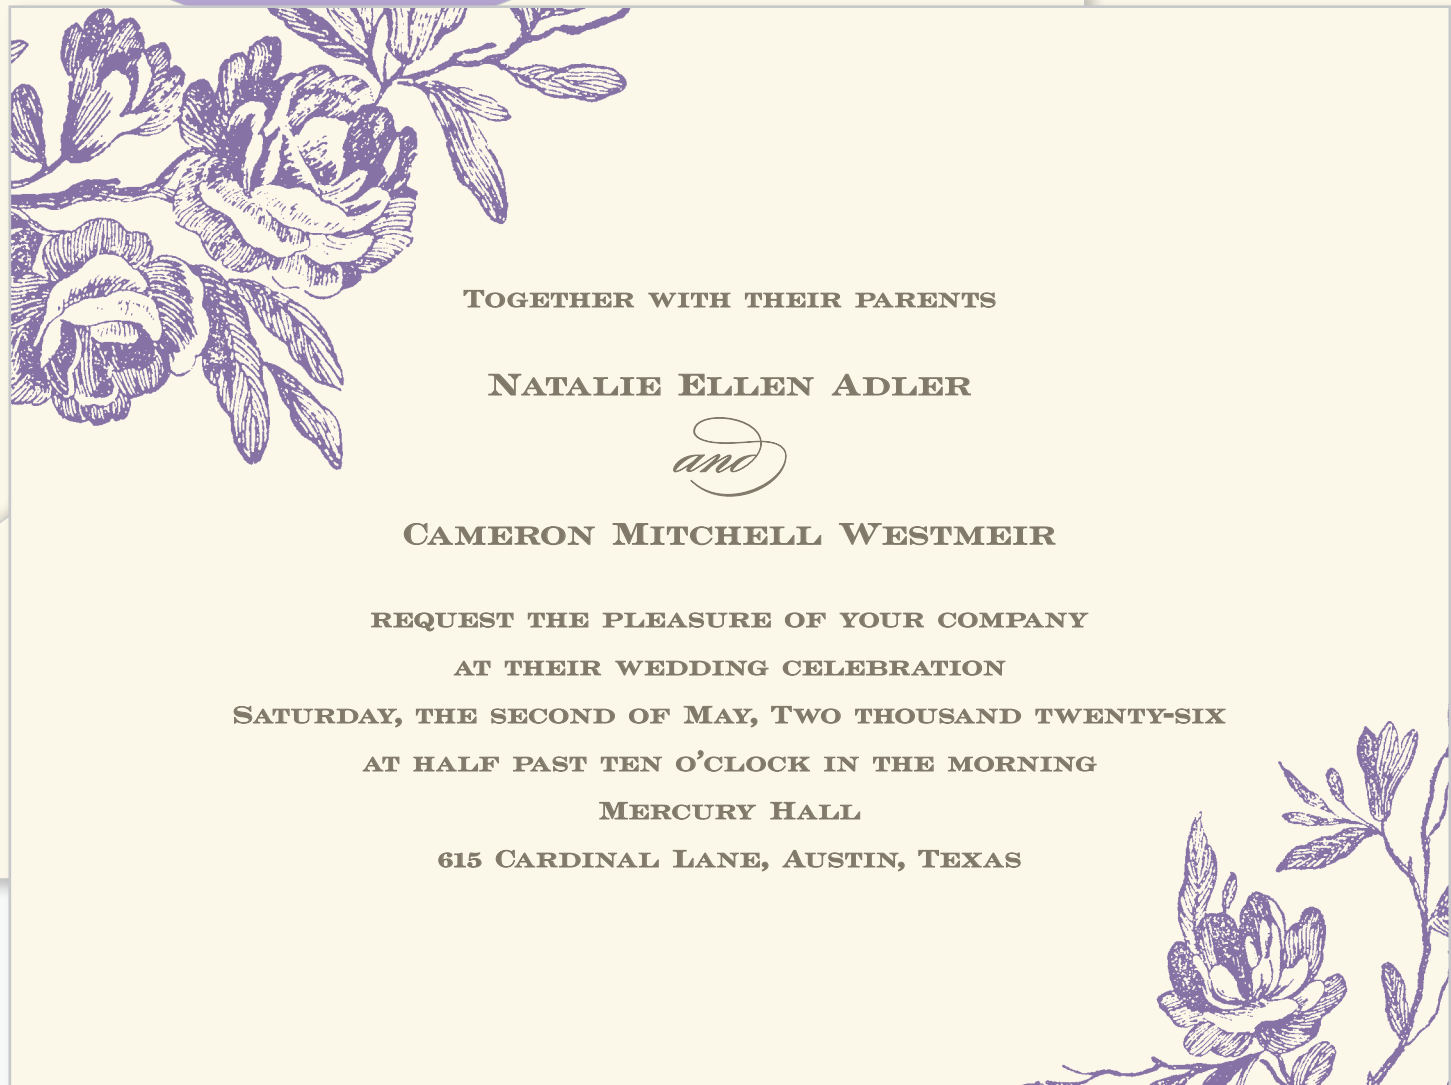 Together with their parents
Natalie Ellen Adler
and
Cameron Mitchell Westmeir
request the pleasure of your company
at their wedding celebration
Saturday, the second of May, Two thousand twenty-six
at half past ten o’clock in the morning
Mercury Hall
615 Cardinal Lane, Austin, Texas